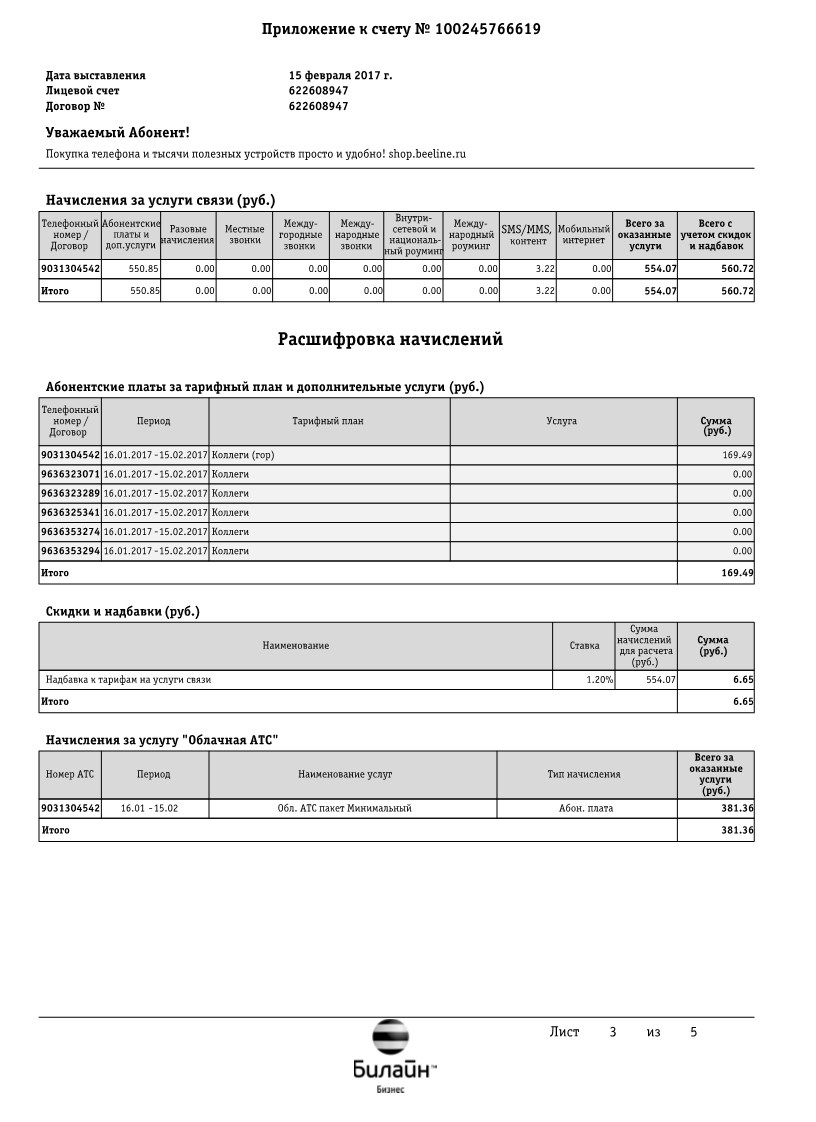 Приложение к счету № 100245766619
Дата выставления 15 февраля 2017 г.
Лицевой счет 622608947
Договор № 622608947
Уважаемый Абонент!
Покупка телефона и тысячи полезных устройств просто и удобно! shop.beeline.ru
Начисления за услуги связи (руб.)
Телефонный номер / Договор Абонентские платы и доп.услуги Разовые начисления Местные звонки Между-городные звонки Между-народные звонки Внутри-сетевой и националь-ный роуминг Между-народный роуминг SMS/MMS, контент Мобильный интернет Всего за оказанные услуги Всего с учетом скидок и надбавок
9031304542 550.85 0.00 0.00 0.00 0.00 0.00 0.00 3.22 0.00 554.07 560.72
Итого 550.85 0.00 0.00 0.00 0.00 0.00 0.00 3.22 0.00 554.07 560.72
Расшифровка начислений
Абонентские платы за тарифный план и дополнительные услуги (руб.)
Телефонный номер / Договор Период Тарифный план Услуга Сумма (руб.)
9031304542 16.01.2017 -15.02.2017 Коллеги (гор) 169.49
9636323071 16.01.2017 -15.02.2017 Коллеги 0.00
9636323289 16.01.2017 -15.02.2017 Коллеги 0.00
9636325341 16.01.2017 -15.02.2017 Коллеги 0.00
9636353274 16.01.2017 -15.02.2017 Коллеги 0.00
9636353294 16.01.2017 -15.02.2017 Коллеги 0.00
Итого 169.49
Скидки и надбавки (руб.)
Наименование Ставка Сумма начислений для расчета (руб.) Сумма (руб.)
Надбавка к тарифам на услуги связи 1.20% 554.07 6.65
Итого 6.65
Начисления за услугу "Облачная АТС"
Номер АТС Период Наименование услуг Тип начисления Всего за оказанные услуги (руб.)
9031304542 16.01 -15.02 Обл. АТС пакет Минимальный Абон. плата 381.36
Итого 381.36
Лист 3 из 5
Билайн™
Бизнес